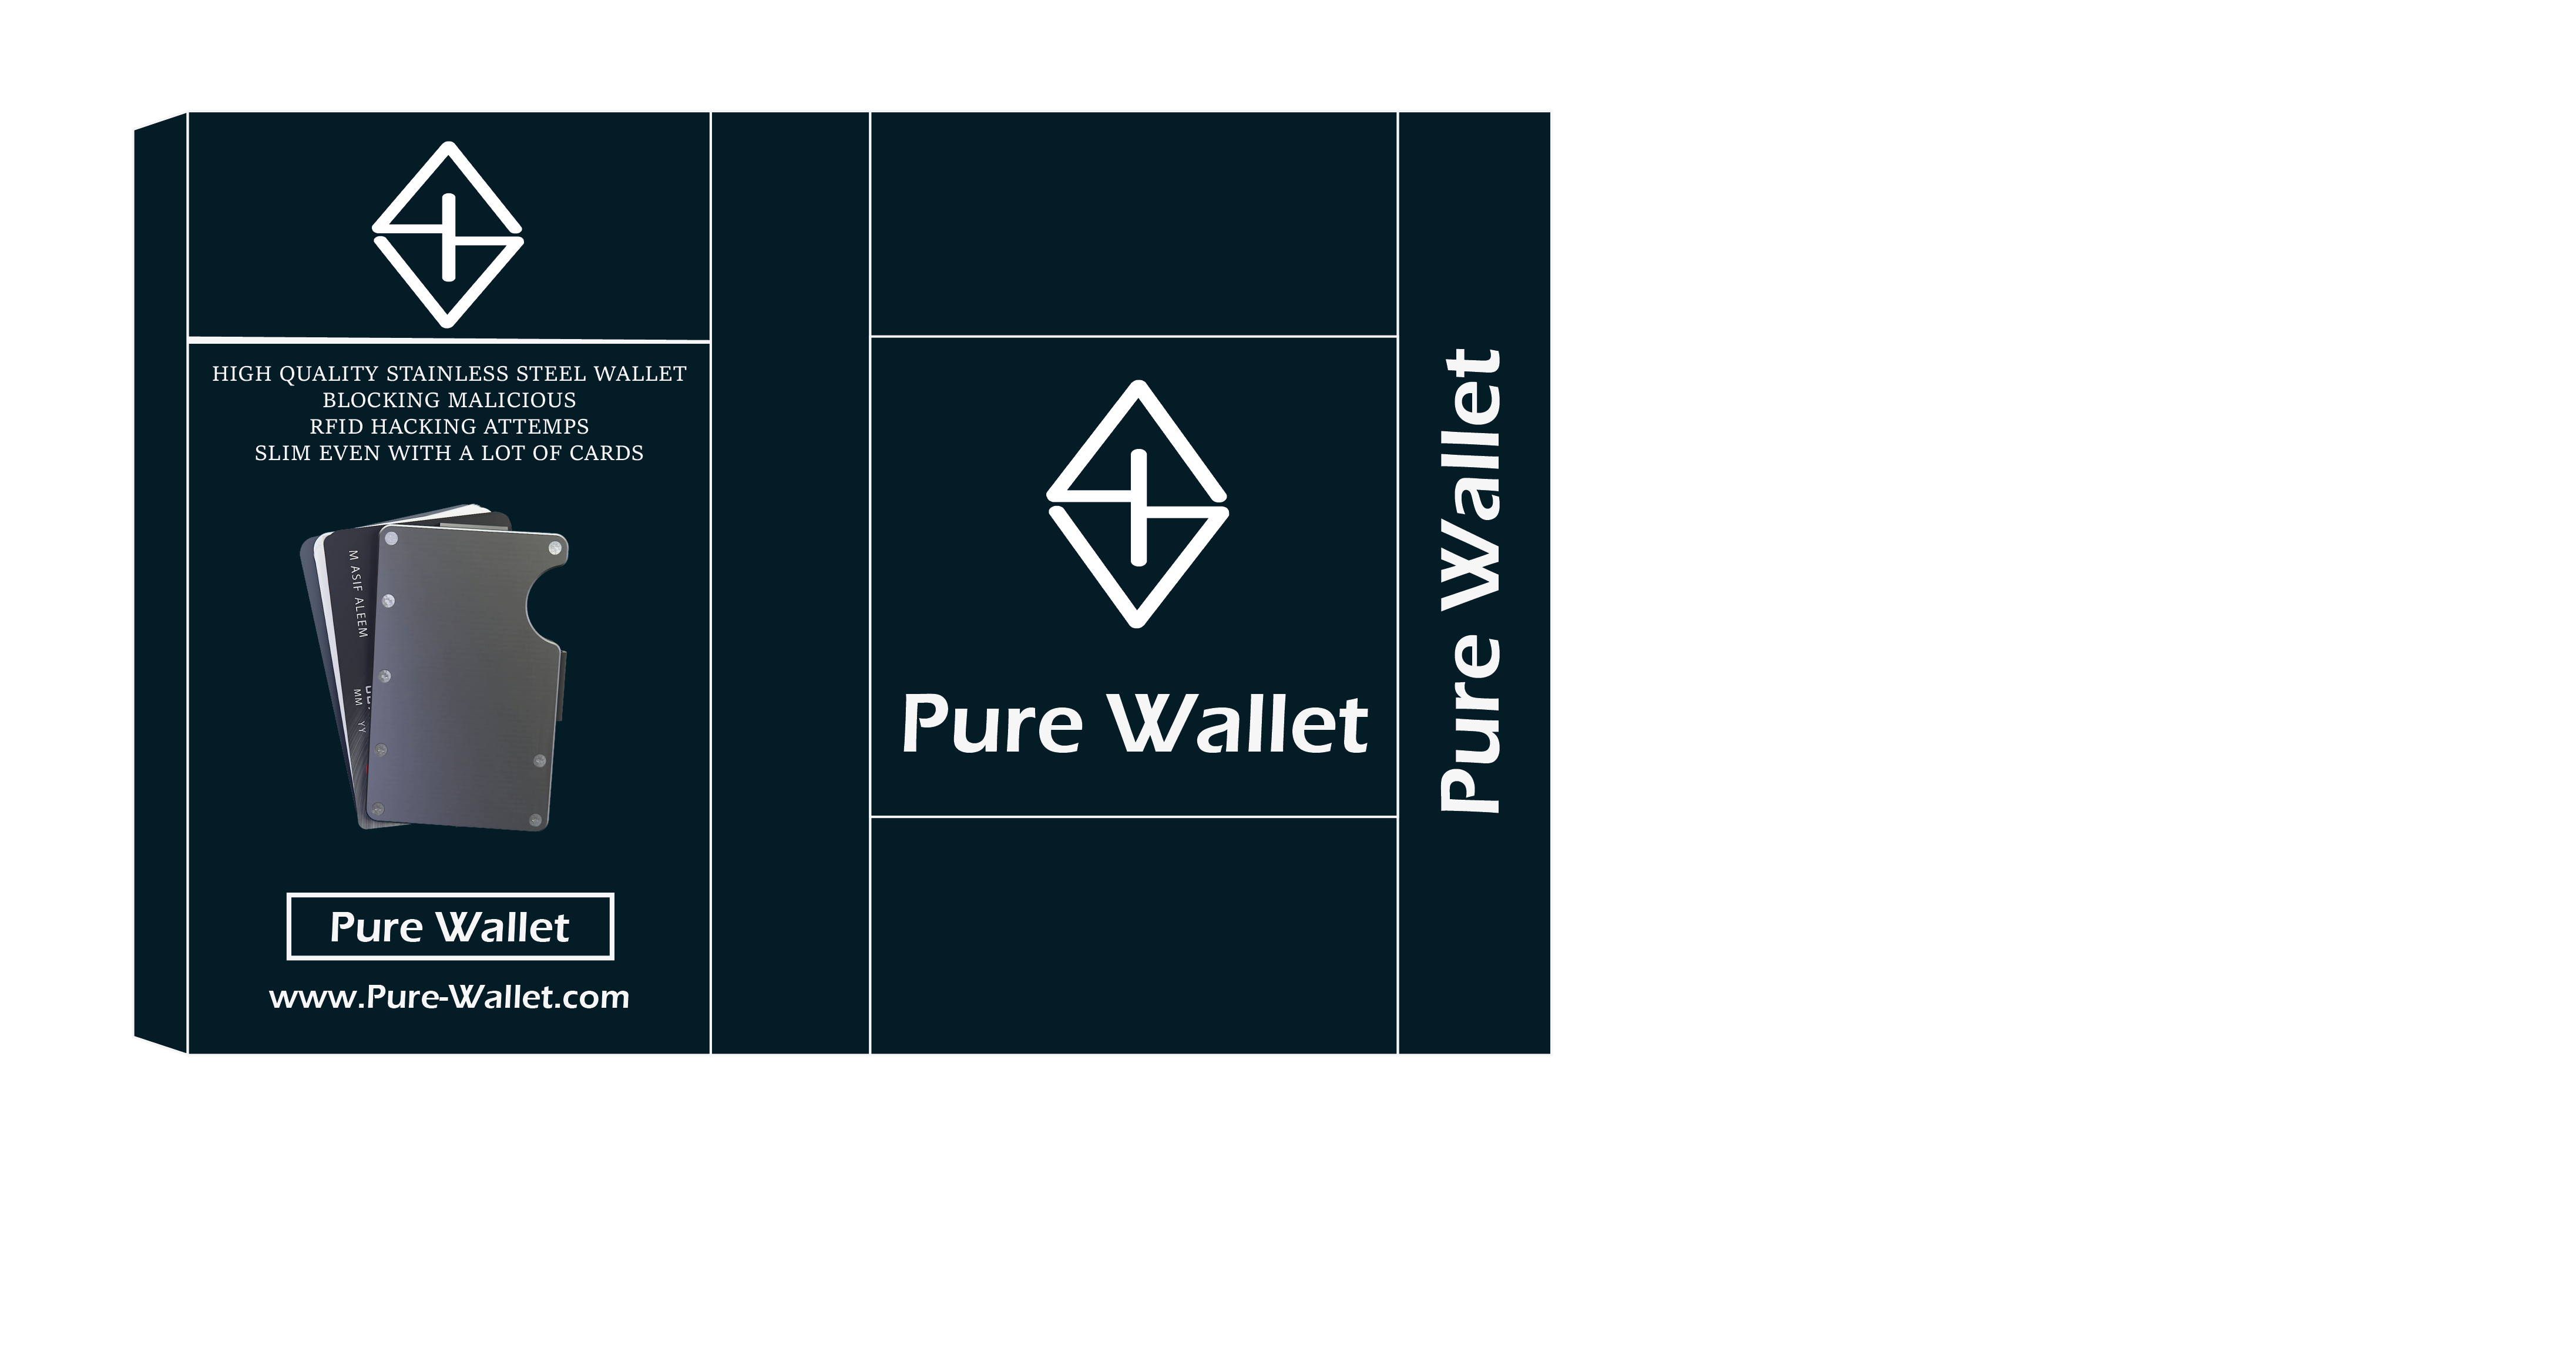 HIGH QUALITY STAINLESS STEEL WALLET
BLOCKING MALICIOUS
RFID HACKING ATTEMPS
SLIM EVEN WITH A LOT OF CARDS
M ASIF ALEEM
MM YY
Pure Wallet
www.Pure-Wallet.com
Pure Wallet
Pure Wallet